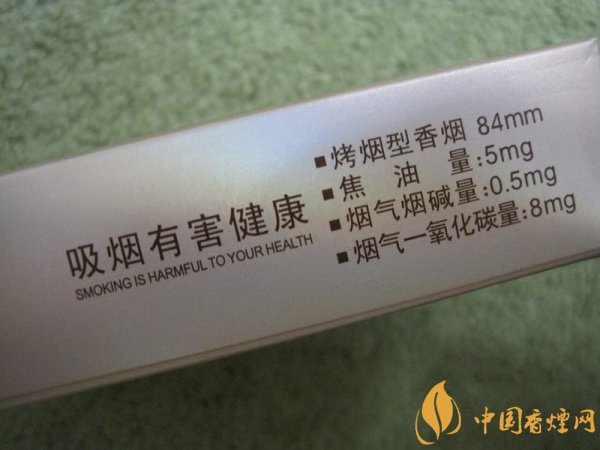 吸烟有害健康
SMOKING IS HARMFUL TO YOUR HEALTH
■烤烟型香烟 84mm
■焦油量:5mg
■烟气烟碱量:0.5mg
■烟气一氧化碳量:8mg
中国香煙网